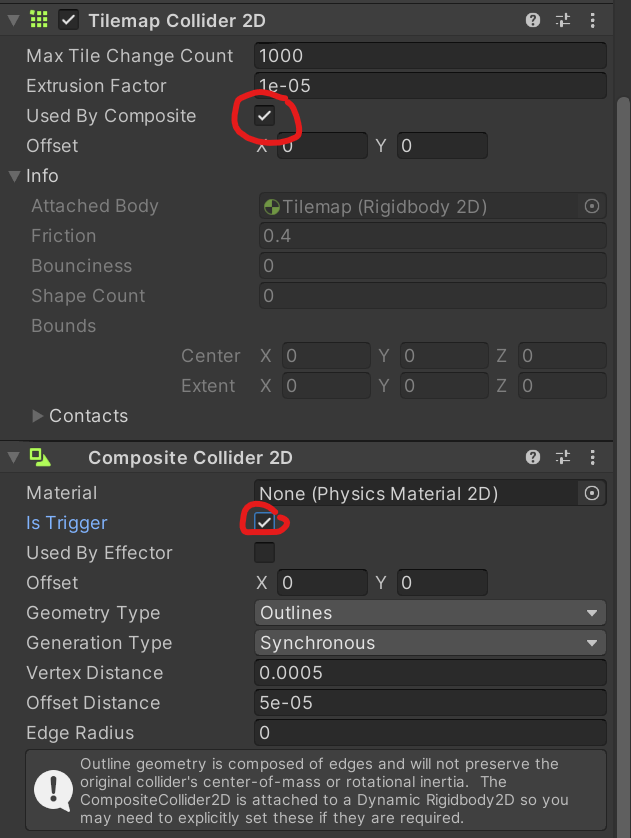 Tilemap Collider 2D
Max Tile Change Count 1000
Extrusion Factor 1e-05
Used By Composite
Offset X 0 Y 0
Info
Attached Body Tilemap (Rigidbody 2D)
Friction 0.4
Bounciness 0
Shape Count 0
Bounds
Center X 0 Y 0 Z 0
Extent X 0 Y 0 Z 0
Contacts
Composite Collider 2D
Material None (Physics Material 2D)
Is Trigger
Used By Effector
Offset X 0 Y 0
Geometry Type Outlines
Generation Type Synchronous
Vertex Distance 0.0005
Offset Distance 5e-05
Edge Radius 0
Outline geometry is composed of edges and will not preserve the
original collider's center-of-mass or rotational inertia.  The
CompositeCollider2D is attached to a Dynamic Rigidbody2D so you
may need to explicitly set these if they are required.